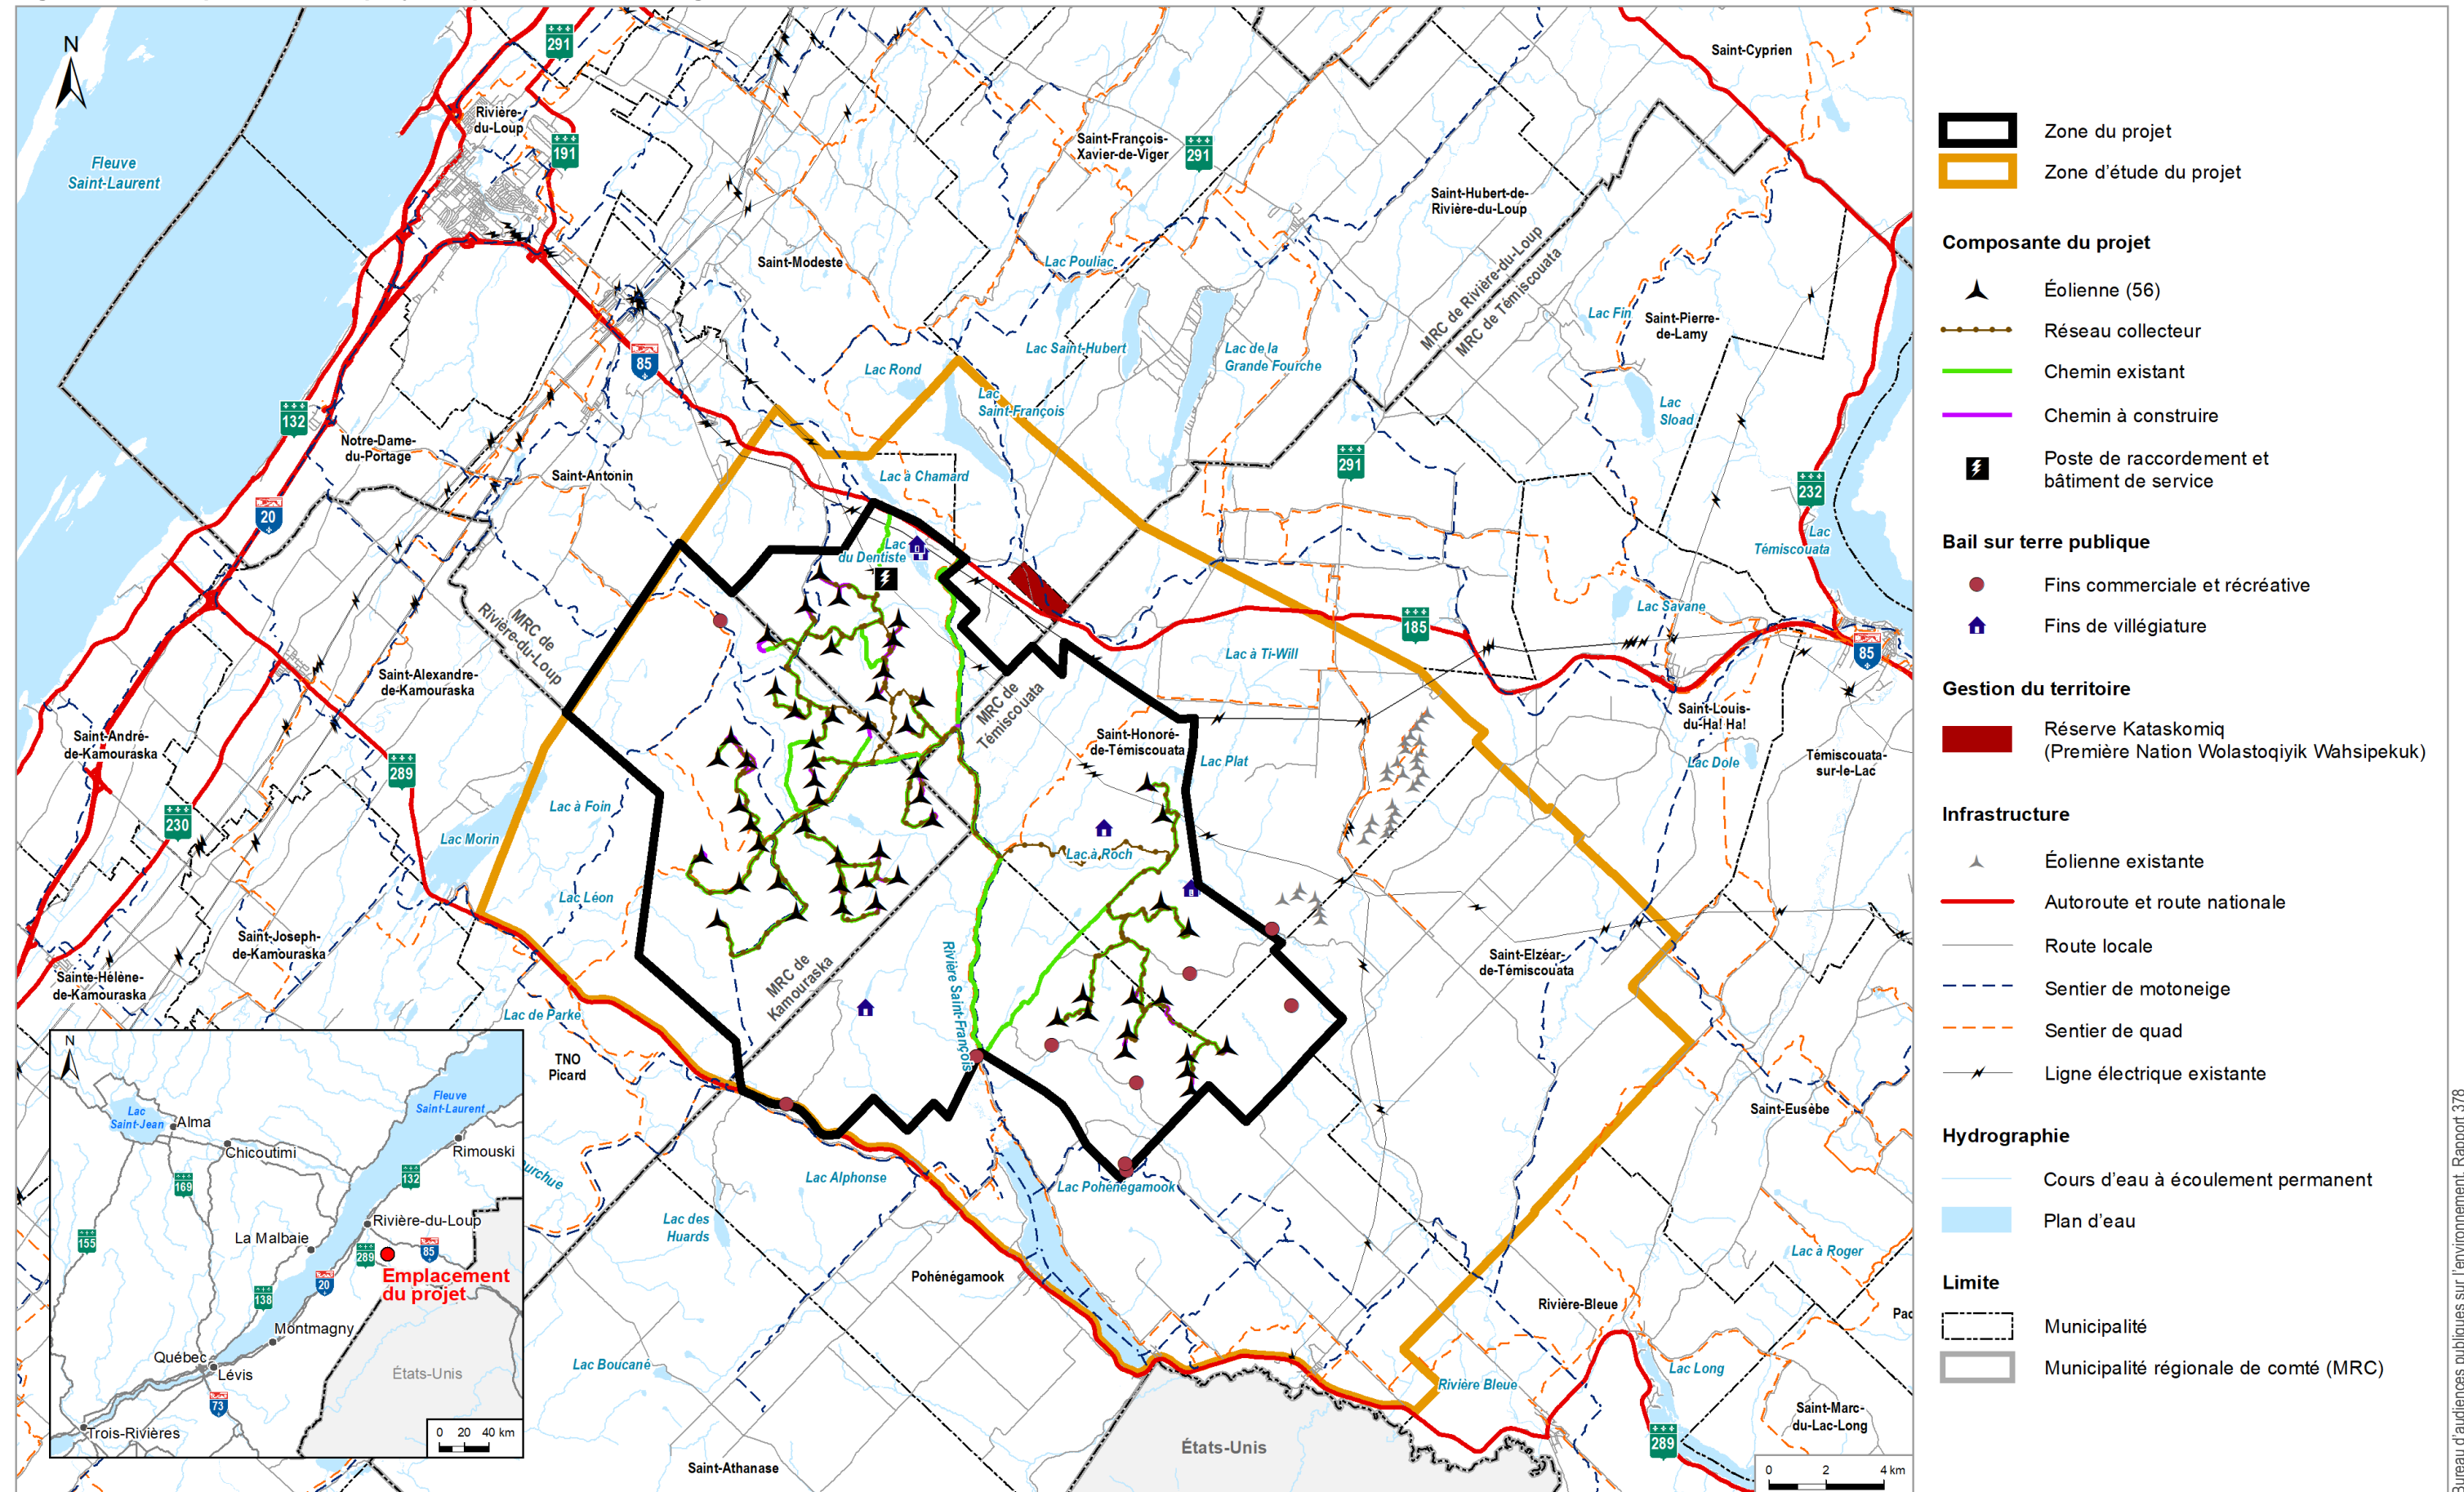 N
Fleuve
Saint-Laurent
291
Rivière-
du-Loup
191
Saint-François-
Xavier-de-Viger
291
Saint-Cyprien
Saint-Hubert-de-
Rivière-du-Loup
Saint-Modeste
Lac Pouliac
MRC de Rivière-du-Loup
MRC de Témiscouata
Lac Fin
Saint-Pierre-
de-Lamy
85
Lac Rond
Lac Saint-Hubert
Lac de la
Grande Fourche
Lac
Saint-François
Lac
Sload
132
Notre-Dame-
du-Portage
Saint-Antonin
Lac à Chamard
291
232
20
Lac
Témiscouata
Lac
du Dentiste
MRC de
Rivière-du-Loup
Lac Savane
185
85
Lac à Ti-Will
Saint-Alexandre-
de-Kamouraska
MRC de
Témiscouata
Saint-Louis-
du-Ha! Ha!
Saint-André-
de-Kamouraska
Saint-Honoré-
de-Témiscouata
Lac Plat
Lac Dole
Témiscouata-
sur-le-Lac
289
230
Lac à Foin
Lac Morin
Lac à Roch
Lac Léon
Saint-Joseph-
de-Kamouraska
Sainte-Hélène-
de-Kamouraska
MRC de
Kamouraska
Rivière Saint-François
Saint-Elzéar-
de-Témiscouata
Lac de Parke
TNO
Picard
Saint-Eusèbe
Lac Alphonse
Lac Pohénégamook
Lac des
Huards
Lac à Roger
Pohénégamook
Rivière-Bleue
Lac Boucané
Rivière Bleue
Lac Long
Saint-Marc-
du-Lac-Long
289
États-Unis
Saint-Athanase
0 2 4 km
N
Lac
Saint-Jean
Alma
Chicoutimi
Fleuve
Saint-Laurent
Rimouski
169
132
155
Rivière-du-Loup
La Malbaie
289
85
Emplacement
du projet
20
138
Montmagny
Québec
Lévis
États-Unis
73
Trois-Rivières
0 20 40 km
Zone du projet
Zone d'étude du projet
Composante du projet
Éolienne (56)
Réseau collecteur
Chemin existant
Chemin à construire
Poste de raccordement et
bâtiment de service
Bail sur terre publique
Fins commerciale et récréative
Fins de villégiature
Gestion du territoire
Réserve Kataskomiq
(Première Nation Wolastoqiyik Wahsipekuk)
Infrastructure
Éolienne existante
Autoroute et route nationale
Route locale
Sentier de motoneige
Sentier de quad
Ligne électrique existante
Hydrographie
Cours d'eau à écoulement permanent
Plan d'eau
Limite
Municipalité
Municipalité régionale de comté (MRC)
Bureau d'audiences publiques sur l'environnement. Rapport 378